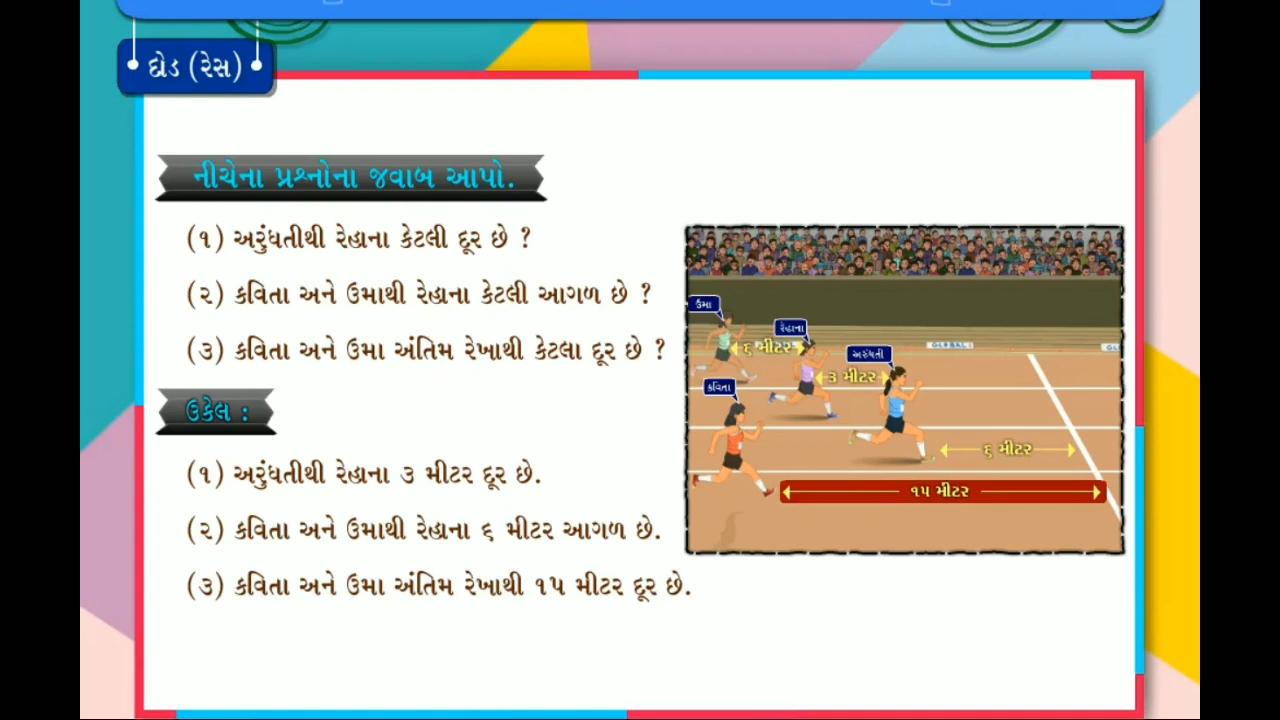 દોડ (રેસ)
નીચેના પ્રશ્નોના જવાબ આપો.
(૧) અરુંધતીથી રેહાના કેટલી દૂર છે ?
(૨) કવિતા અને ઉમાથી રેહાના કેટલી આગળ છે ?
(૩) કવિતા અને ઉમા અંતિમ રેખાથી કેટલા દૂર છે ?
ઉકેલ :
(૧) અરુંધતીથી રેહાના ૩ મીટર દૂર છે.
(૨) કવિતા અને ઉમાથી રેહાના ૬ મીટર આગળ છે.
(૩) કવિતા અને ઉમા અંતિમ રેખાથી ૧૫ મીટર દૂર છે.
ઉમા
રેહાના
૬ મીટર
અરુંધતી
GLOBAL
૩ મીટર
કવિતા
૬ મીટર
૧૫ મીટર